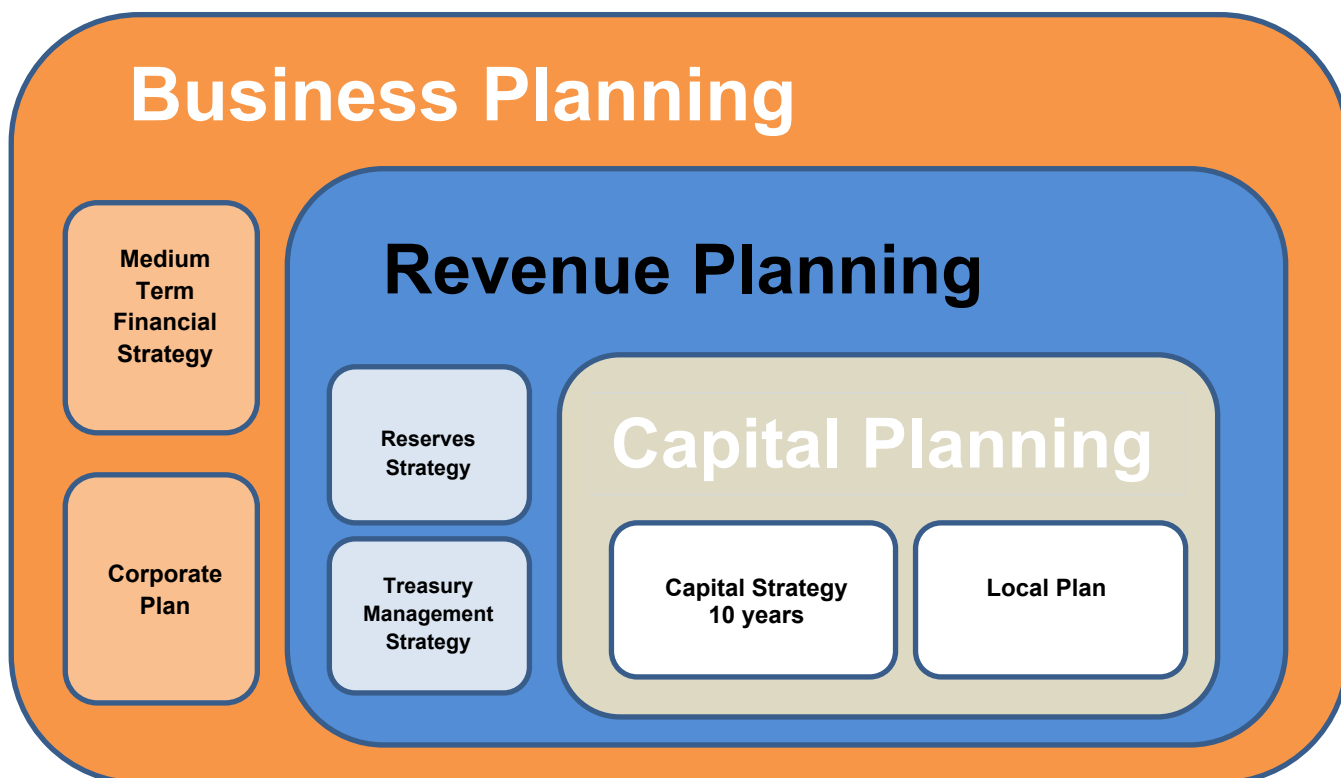 Business Planning
Medium
Term
Financial
Strategy
Revenue Planning
Reserves
Strategy
Capital Planning
Corporate
Plan
Treasury
Management
Strategy
Capital Strategy
10 years
Local Plan